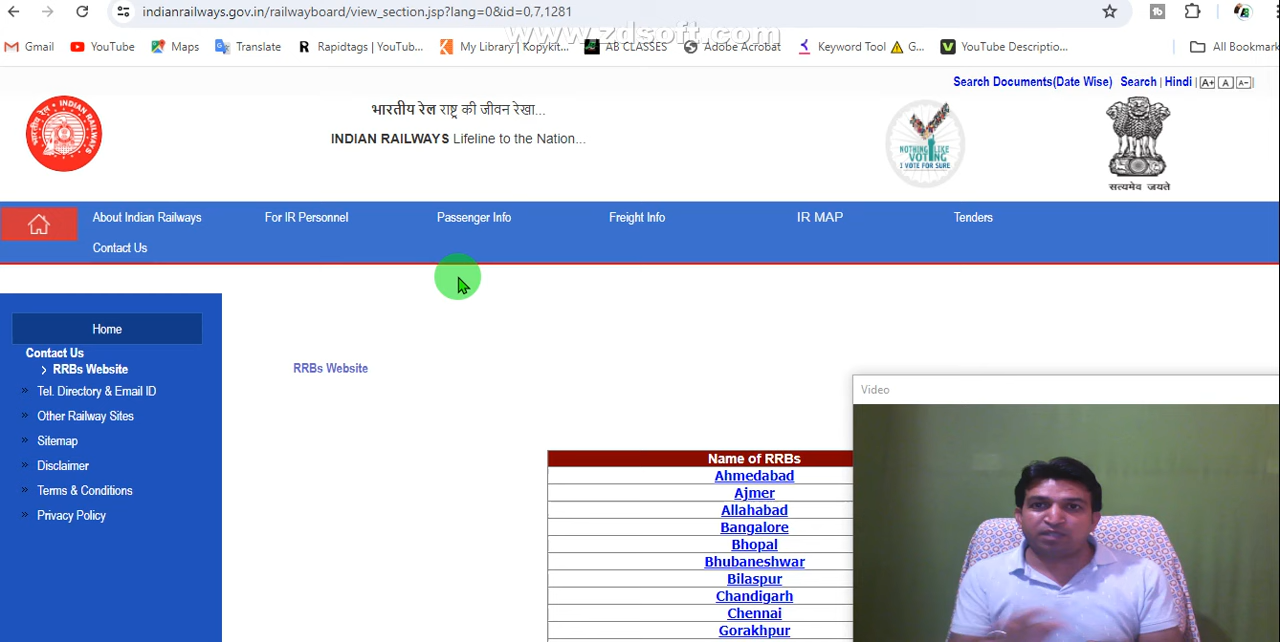 indianrailways.gov.in/railwayboard/view_section.jsp?lang=0&id=0,7,1281
www.zdsoft.com
Gmail YouTube Maps Translate R Rapidtags | YouTub... My Library | Kopykit... AB CLASSES Adobe Acrobat Keyword Tool G... YouTube Descriptio... All Bookmark
Search Documents(Date Wise) Search | Hindi | A+ A A- |
भारतीय रेल राष्ट्र की जीवन रेखा...
INDIAN RAILWAYS Lifeline to the Nation...
INDIAN RAILWAYS
भारतीय रेल
NOTHING LIKE
VOTING
I VOTE FOR SURE
सत्यमेव जयते
About Indian Railways For IR Personnel Passenger Info Freight Info IR MAP Tenders
Contact Us
Home
Contact Us
RRBs Website
Tel. Directory & Email ID
Other Railway Sites
Sitemap
Disclaimer
Terms & Conditions
Privacy Policy
RRBs Website
Name of RRBs
Ahmedabad
Ajmer
Allahabad
Bangalore
Bhopal
Bhubaneshwar
Bilaspur
Chandigarh
Chennai
Gorakhpur
Video